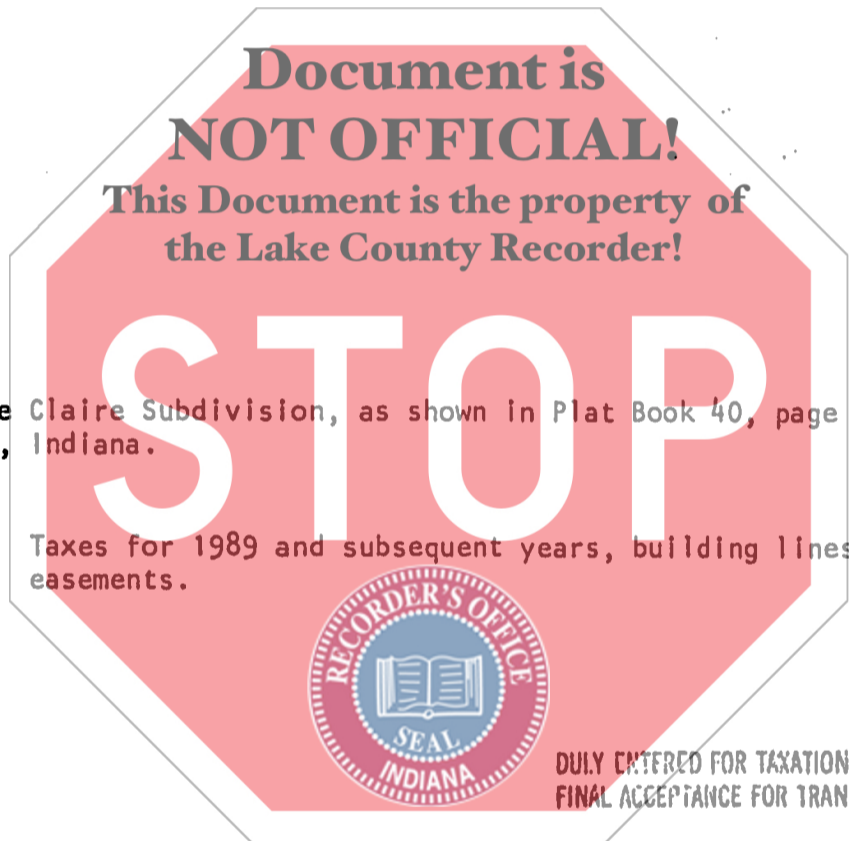 Document is
NOT OFFICIAL!
This Document is the property of
the Lake County Recorder!
STOP
e Claire Subdivision, as shown in Plat Book 40, page
, Indiana.
Taxes for 1989 and subsequent years, building lines
easements.
RECORDER'S OFFICE
SEAL
INDIANA
DULY ENTERED FOR TAXATION
FINAL ACCEPTANCE FOR TRAN